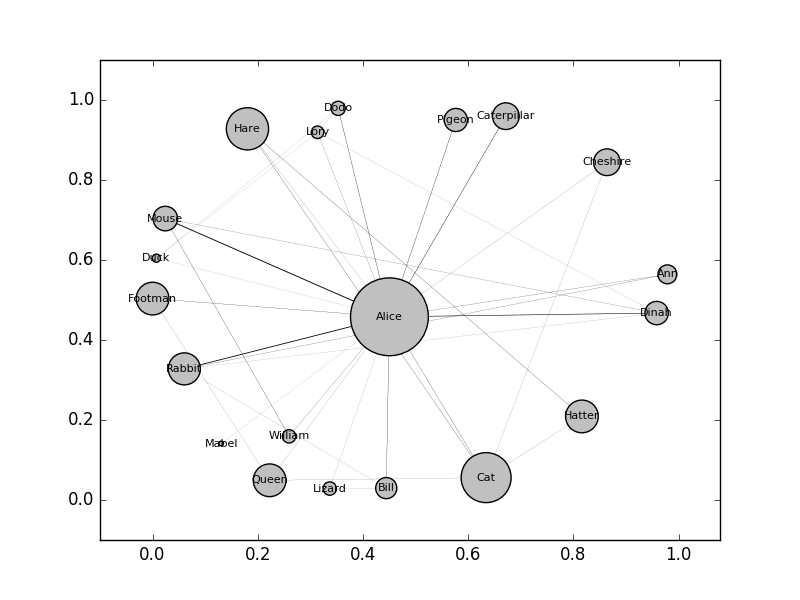 1.0
0.8
0.6
0.4
0.2
0.0
Dodo
Lory
Hare
Pigeon
Caterpillar
Cheshire
Mouse
Duck
Footman
Ann
Dinah
Alice
Rabbit
Hatter
Mabel
William
Queen
Lizard
Bill
Cat
0.0 0.2 0.4 0.6 0.8 1.0